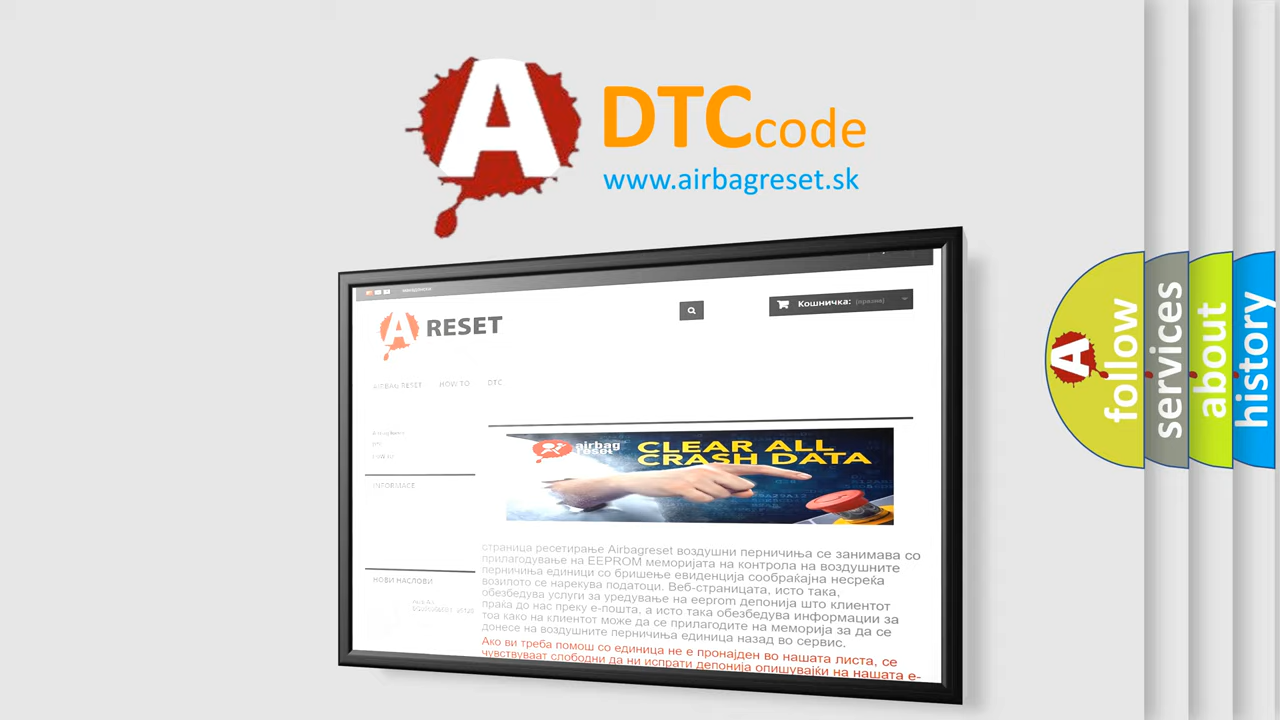 A DTC code
www.airbagreset.sk
Кошничка: (празна)
A RESET
AIRBAG RESET HOW TO DTC
airbag reset
CLEAR ALL
CRASH DATA
INFORMACE
страница ресетирање Airbagreset воздушни перничиња се занимава со
прилагодување на EEPROM меморијата на контрола на воздушните
перничиња единици со бришење евиденција сообраќајна несреќа
возилото се нарекува податоци. Веб-страницата, исто така,
обезбедува услуги за уредување на eeprom депонија што клиентот
праќа до нас преку е-пошта, а исто така обезбедува информации за
тоа како на клиентот може да се прилагодите на меморија за да се
донесе на воздушните перничиња единица назад во сервис.
Ако ви треба помош со единица не е пронајден во нашата листа, се
чувствуваат слободни да ни испрати депонија опишувајќи на нашата е-
НОВИ НАСЛОВИ
A follow
services
about
history